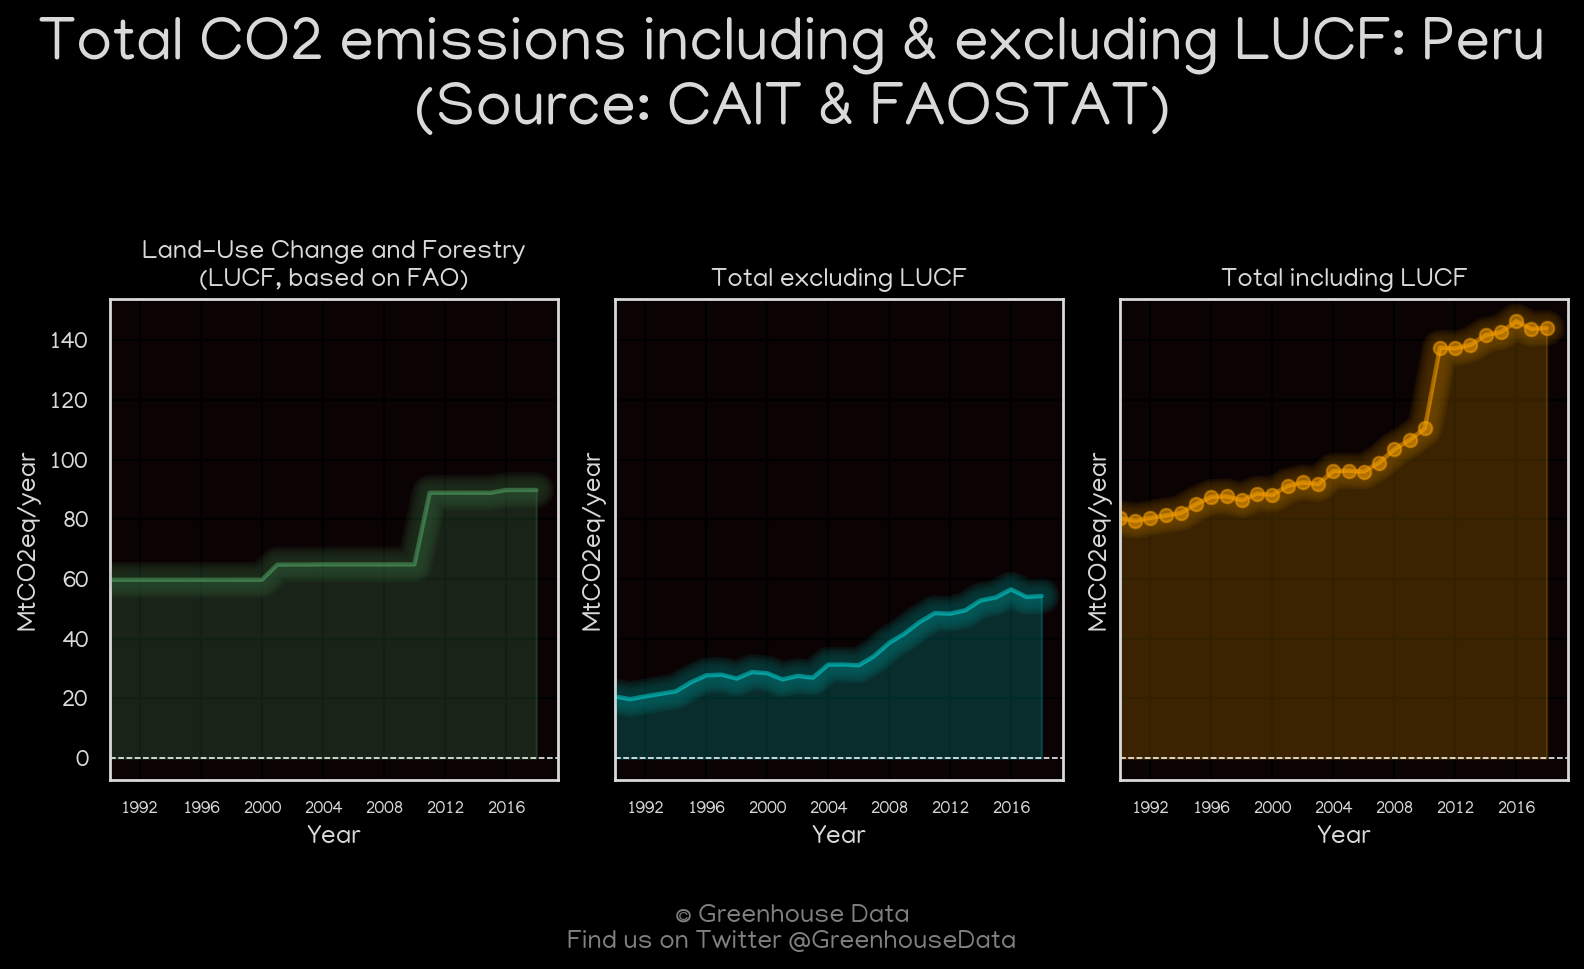 Total CO2 emissions including & excluding LUCF: Peru
(Source: CAIT & FAOSTAT)
Land-Use Change and Forestry
(LUCF, based on FAO)
Total excluding LUCF
Total including LUCF
MtCO2eq/year
140
120
100
80
60
40
20
0
1992 1996 2000 2004 2008 2012 2016
Year
MtCO2eq/year
1992 1996 2000 2004 2008 2012 2016
Year
MtCO2eq/year
1992 1996 2000 2004 2008 2012 2016
Year
© Greenhouse Data
Find us on Twitter @GreenhouseData